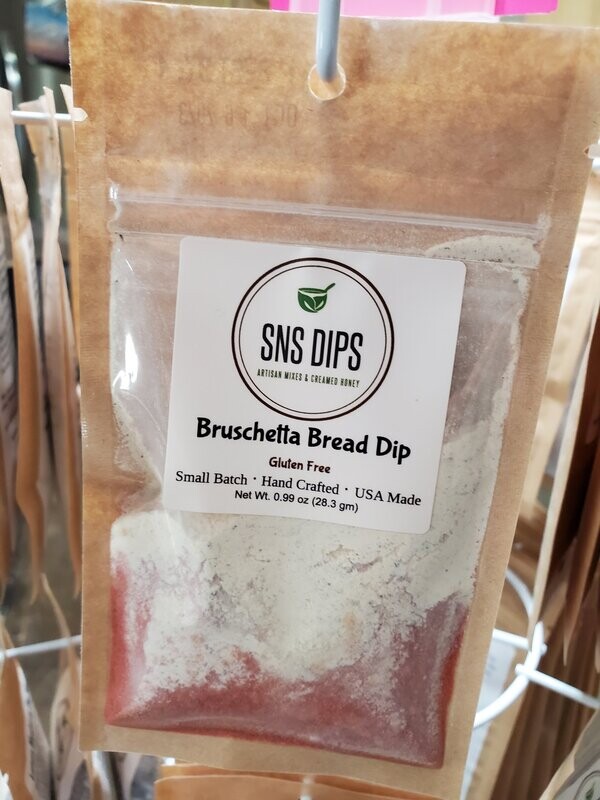 SNS DIPS
ARTISAN MIXES & CREAMED HONEY
Bruschetta Bread Dip
Gluten Free
Small Batch · Hand Crafted · USA Made
Net Wt. 0.99 oz (28.3 gm)